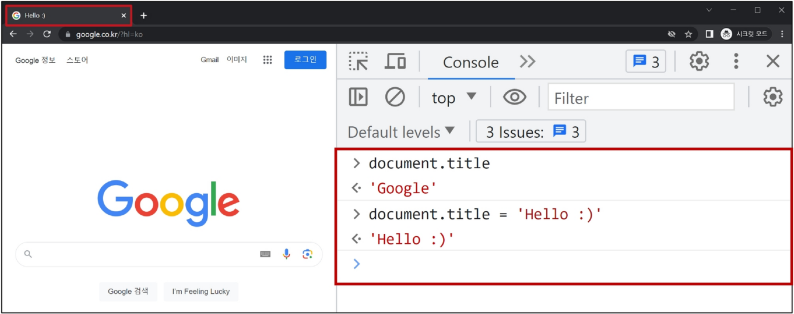 Hello :)
google.co.kr/?hl=ko
시크릿 모드
Google 정보 스토어
Gmail 이미지
로그인
Google
Google 검색 I'm Feeling Lucky
Console
3
top
Filter
Default levels
3 Issues: 3
> document.title
'Google'
> document.title = 'Hello :)'
'Hello :)'
>